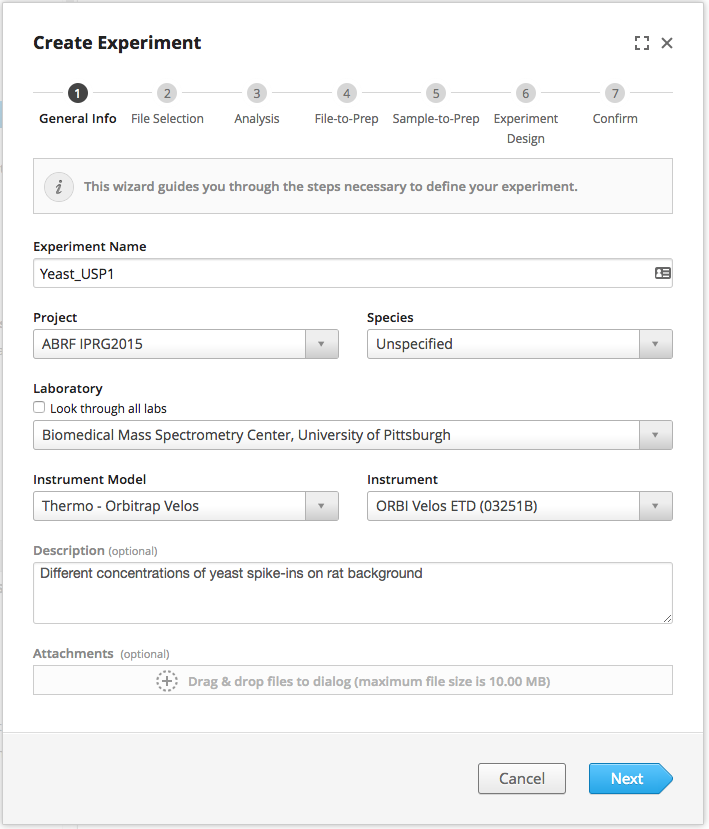 Create Experiment
1 2 3 4 5 6 7
General Info File Selection Analysis File-to-Prep Sample-to-Prep Experiment Design Confirm
i This wizard guides you through the steps necessary to define your experiment.
Experiment Name
Yeast_USP1
Project Species
ABRF IPRG2015 Unspecified
Laboratory
Look through all labs
Biomedical Mass Spectrometry Center, University of Pittsburgh
Instrument Model Instrument
Thermo - Orbitrap Velos ORBI Velos ETD (03251B)
Description (optional)
Different concentrations of yeast spike-ins on rat background
Attachments (optional)
Drag & drop files to dialog (maximum file size is 10.00 MB)
Cancel Next